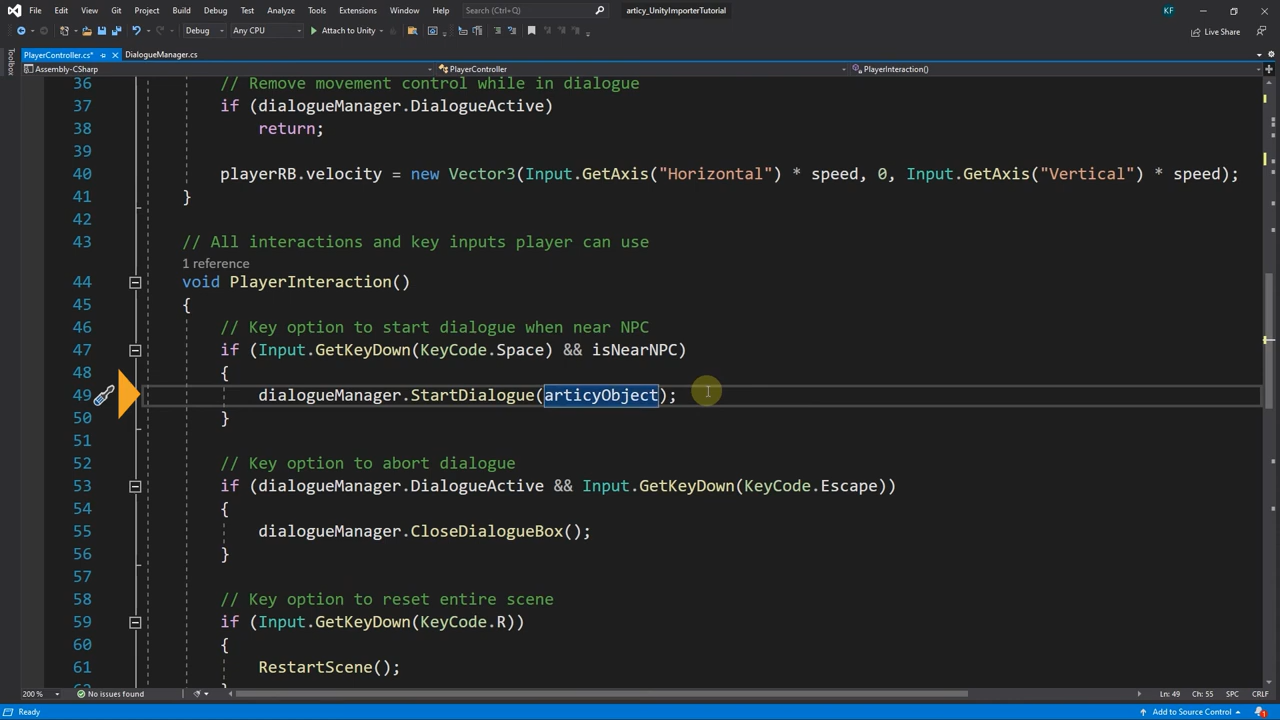 File Edit View Git Project Build Debug Test Analyze Tools Extensions Window Help Search (Ctrl+Q) articy_UnityImporterTutorial KF
Debug Any CPU Attach to Unity Live Share
PlayerController.cs* DialogueManager.cs
Toolbox
Assembly-CSharp PlayerController PlayerInteraction()
36 // Remove movement control while in dialogue
37 if (dialogueManager.DialogueActive)
38 return;
39
40 playerRB.velocity = new Vector3(Input.GetAxis("Horizontal") * speed, 0, Input.GetAxis("Vertical") * speed);
41 }
42
43 // All interactions and key inputs player can use
1 reference
44 void PlayerInteraction()
45 {
46 // Key option to start dialogue when near NPC
47 if (Input.GetKeyDown(KeyCode.Space) && isNearNPC)
48 {
49 dialogueManager.StartDialogue(articyObject);
50 }
51
52 // Key option to abort dialogue
53 if (dialogueManager.DialogueActive && Input.GetKeyDown(KeyCode.Escape))
54 {
55 dialogueManager.CloseDialogueBox();
56 }
57
58 // Key option to reset entire scene
59 if (Input.GetKeyDown(KeyCode.R))
60 {
61 RestartScene();
200 % No issues found Ln: 49 Ch: 55 SPC CRLF
Ready Add to Source Control